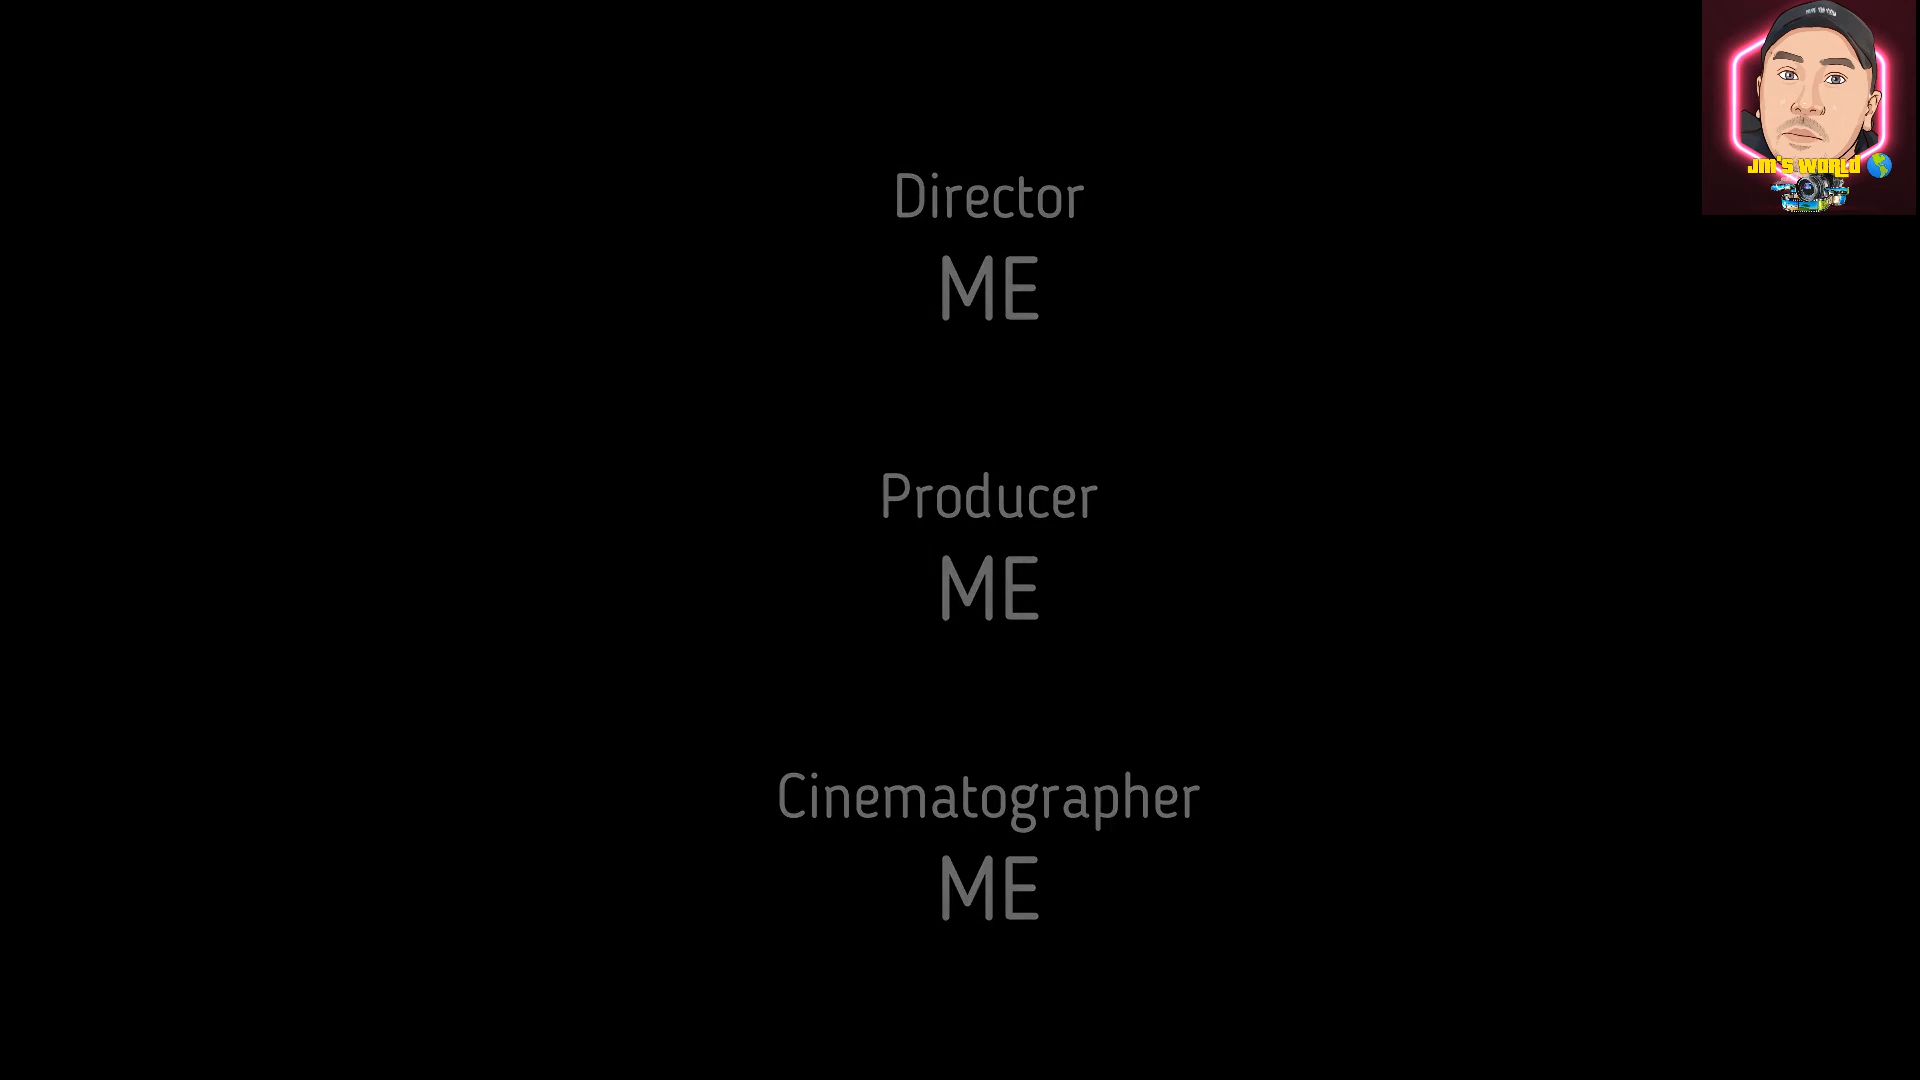 Director
ME
Producer
ME
Cinematographer
ME
JM'S WORLD